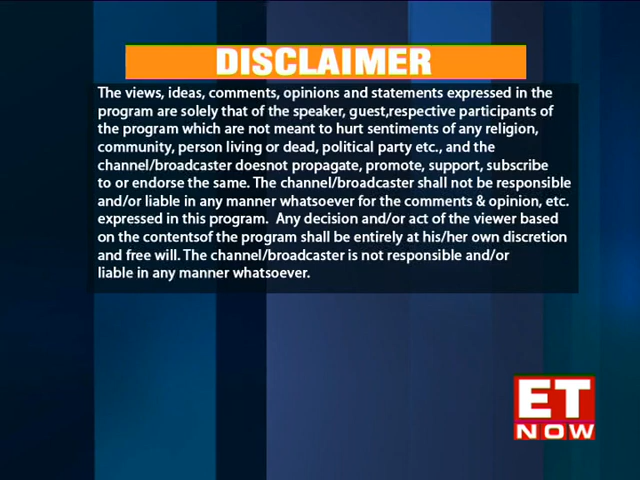 DISCLAIMER
The views, ideas, comments, opinions and statements expressed in the
program are solely that of the speaker, guest,respective participants of
the program which are not meant to hurt sentiments of any religion,
community, person living or dead, political party etc., and the
channel/broadcaster doesnot propagate, promote, support, subscribe
to or endorse the same. The channel/broadcaster shall not be responsible
and/or liable in any manner whatsoever for the comments & opinion, etc.
expressed in this program.  Any decision and/or act of the viewer based
on the contentsof the program shall be entirely at his/her own discretion
and free will. The channel/broadcaster is not responsible and/or
liable in any manner whatsoever.
ET
NOW